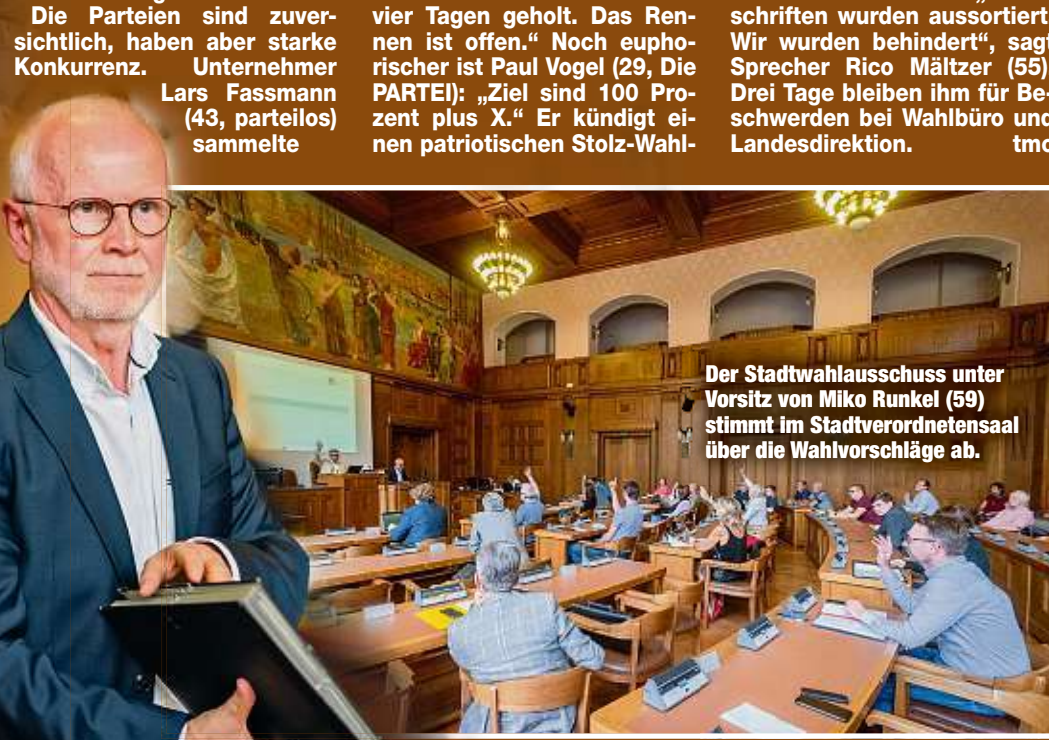 Die Parteien sind zuver-
sichtlich, haben aber starke
Konkurrenz. Unternehmer
Lars Fassmann
(43, parteilos)
sammelte
vier Tagen geholt. Das Ren-
nen ist offen.“ Noch eupho-
rischer ist Paul Vogel (29, Die
PARTEI): „Ziel sind 100 Pro-
zent plus X.“ Er kündigt ei-
nen patriotischen Stolz-Wahl-
schriften wurden aussortiert.
Wir wurden behindert“, sagt
Sprecher Rico Mältzer (55).
Drei Tage bleiben ihm für Be-
schwerden bei Wahlbüro und
Landesdirektion. tmo
Der Stadtwahlausschuss unter
Vorsitz von Miko Runkel (59)
stimmt im Stadtverordnetensaal
über die Wahlvorschläge ab.